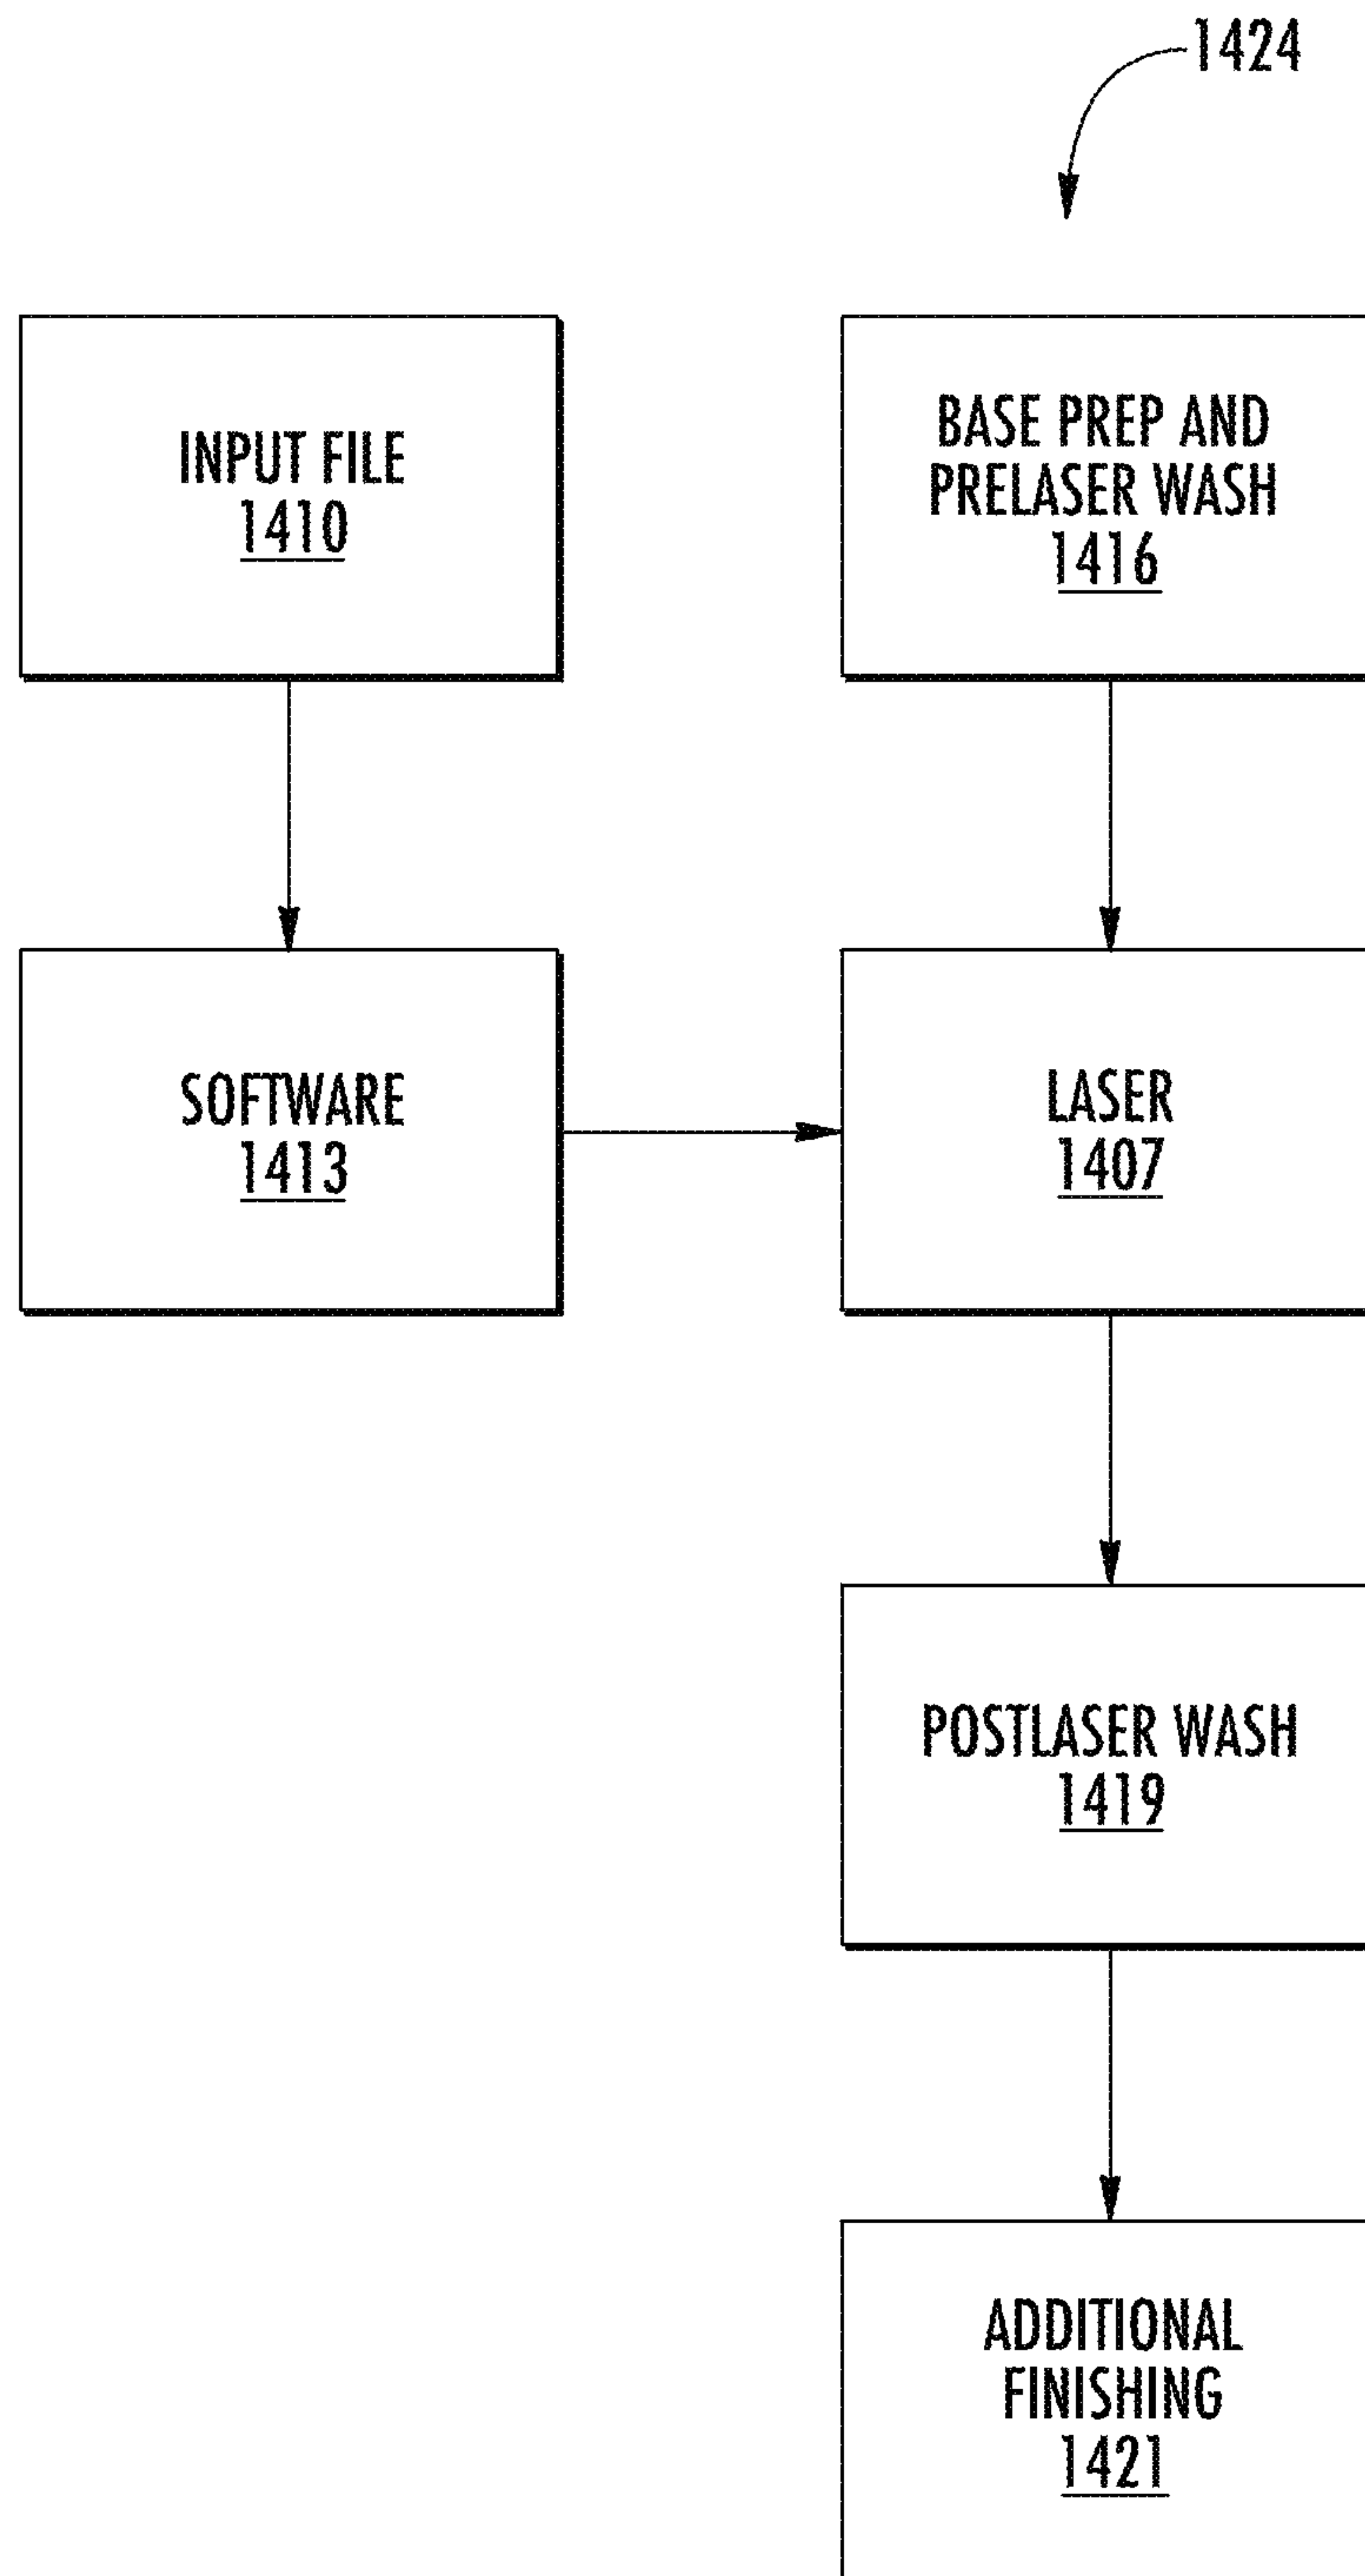 1424
INPUT FILE
1410
BASE PREP AND
PRELASER WASH
1416
SOFTWARE
1413
LASER
1407
POSTLASER WASH
1419
ADDITIONAL
FINISHING
1421